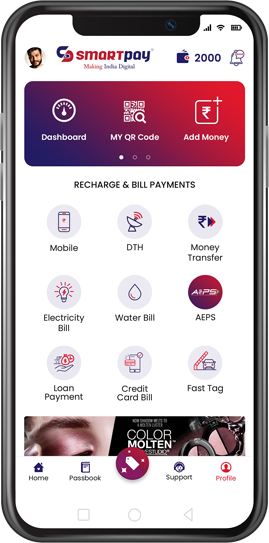 SMARTPAY
Making India Digital
2000
Dashboard
MY QR Code
Add Money
RECHARGE & BILL PAYMENTS
Mobile
DTH
Money
Transfer
Electricity
Bill
Water Bill
AEPS
AEPS
Loan
Payment
Credit
Card Bill
Fast Tag
COLOR
MOLTEN
Home
Passbook
Support
Profile